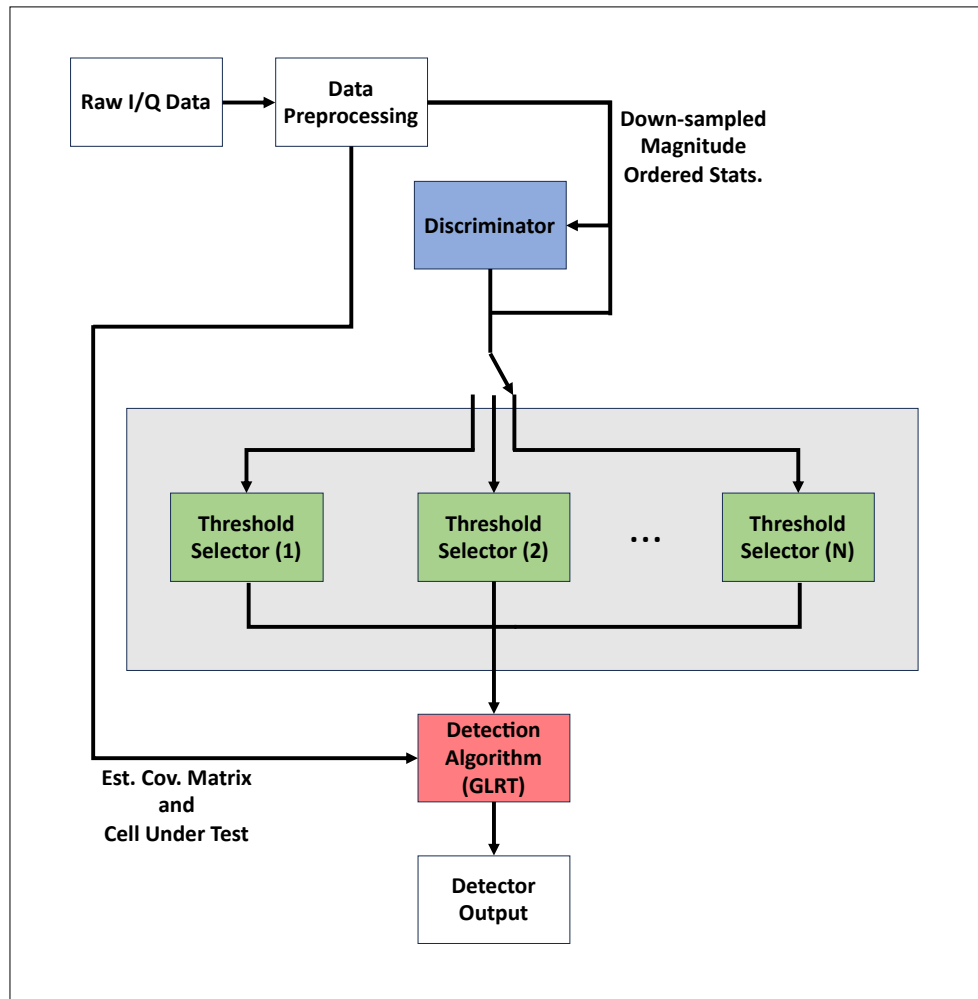 Raw I/Q Data
Data
Preprocessing
Down-sampled
Magnitude
Ordered Stats.
Discriminator
Threshold
Selector (1)
Threshold
Selector (2)
...
Threshold
Selector (N)
Detection
Algorithm
(GLRT)
Est. Cov. Matrix
and
Cell Under Test
Detector
Output